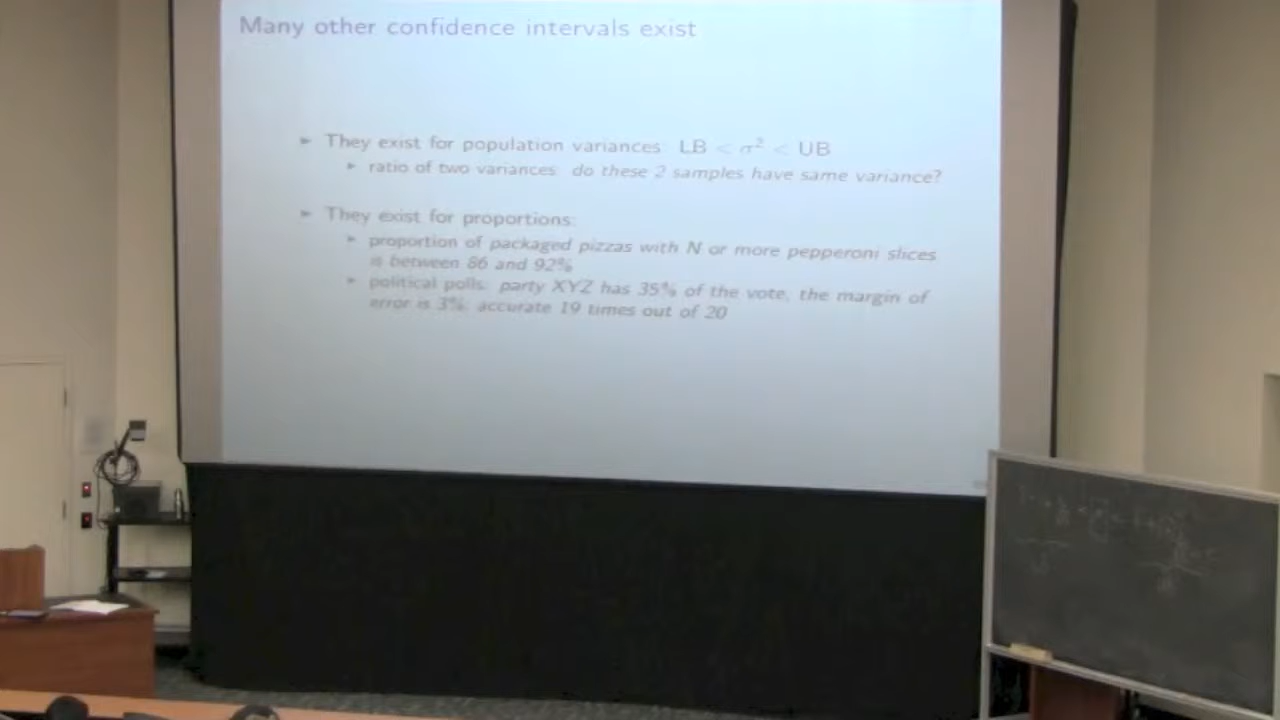 Many other confidence intervals exist
► They exist for population variances: LB < σ² < UB
► ratio of two variances: do these 2 samples have same variance?
► They exist for proportions:
► proportion of packaged pizzas with N or more pepperoni slices
is between 86 and 92%
► political polls: party XYZ has 35% of the vote, the margin of
error is 3%, accurate 19 times out of 20